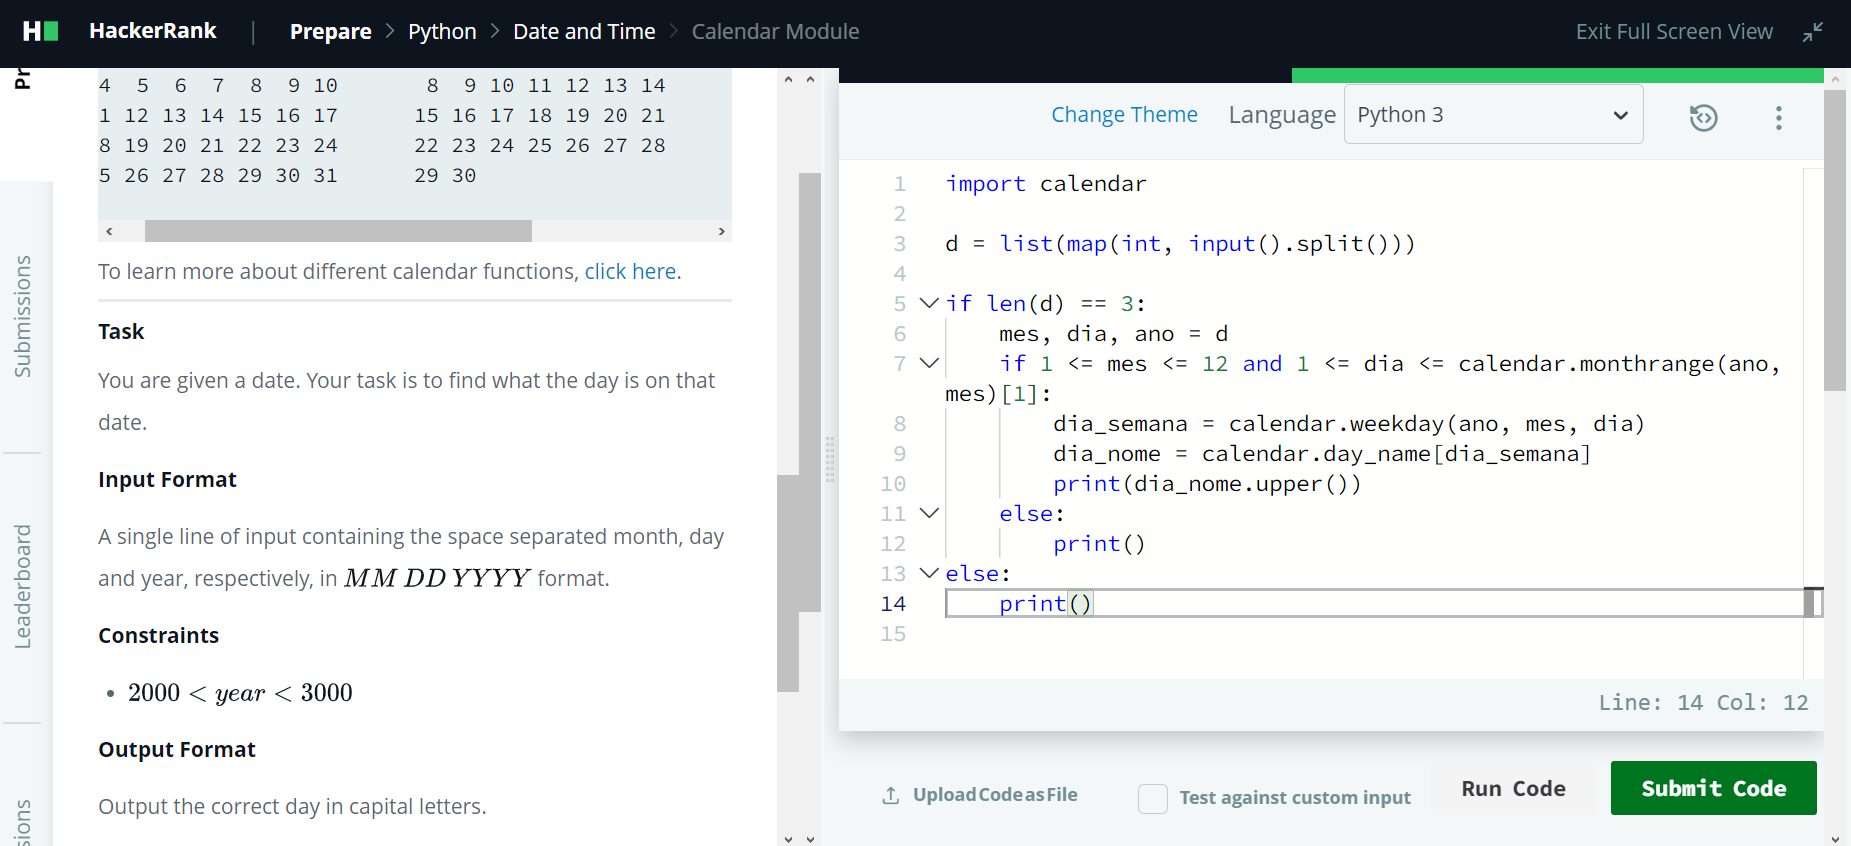 HackerRank | Prepare > Python > Date and Time > Calendar Module
Exit Full Screen View
Pr
Submissions
Leaderboard
sions
4 5 6 7 8 9 10 8 9 10 11 12 13 14
1 12 13 14 15 16 17 15 16 17 18 19 20 21
8 19 20 21 22 23 24 22 23 24 25 26 27 28
5 26 27 28 29 30 31 29 30
To learn more about different calendar functions, click here.
Task
You are given a date. Your task is to find what the day is on that
date.
Input Format
A single line of input containing the space separated month, day
and year, respectively, in MM DD YYYY format.
Constraints
• 2000 < year < 3000
Output Format
Output the correct day in capital letters.
Change Theme Language Python 3
1 import calendar
2
3 d = list(map(int, input().split()))
4
5 if len(d) == 3:
6 mes, dia, ano = d
7 if 1 <= mes <= 12 and 1 <= dia <= calendar.monthrange(ano,
mes)[1]:
8 dia_semana = calendar.weekday(ano, mes, dia)
9 dia_nome = calendar.day_name[dia_semana]
10 print(dia_nome.upper())
11 else:
12 print()
13 else:
14 print()
15
Line: 14 Col: 12
Upload Code as File
Test against custom input
Run Code
Submit Code